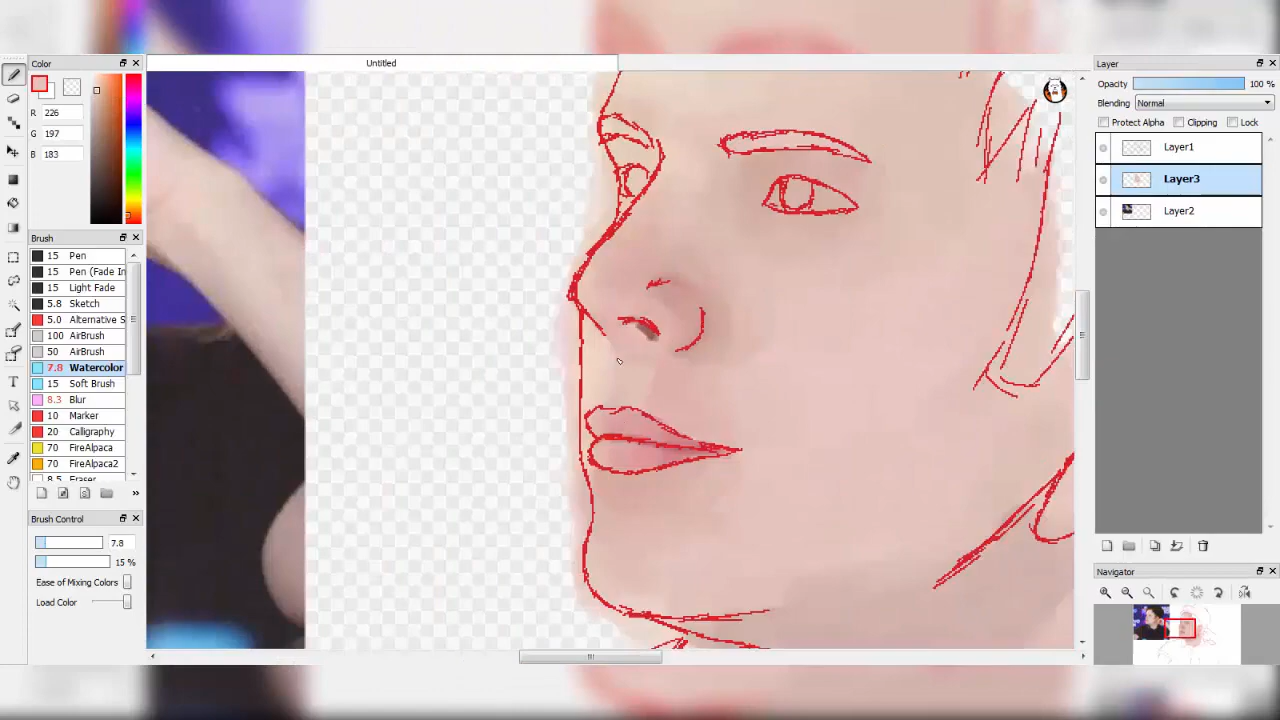 Color
Untitled
Layer
R 226
G 197
B 183
Opacity 100 %
Blending Normal
Protect Alpha Clipping Lock
Layer1
Layer3
Layer2
Brush
15 Pen
15 Pen (Fade In
15 Light Fade
5.8 Sketch
5.0 Alternative S
100 AirBrush
50 AirBrush
7.8 Watercolor
15 Soft Brush
8.3 Blur
10 Marker
20 Calligraphy
70 FireAlpaca
70 FireAlpaca2
8.5 Eraser
Brush Control
7.8
15 %
Ease of Mixing Colors
Load Color
Navigator